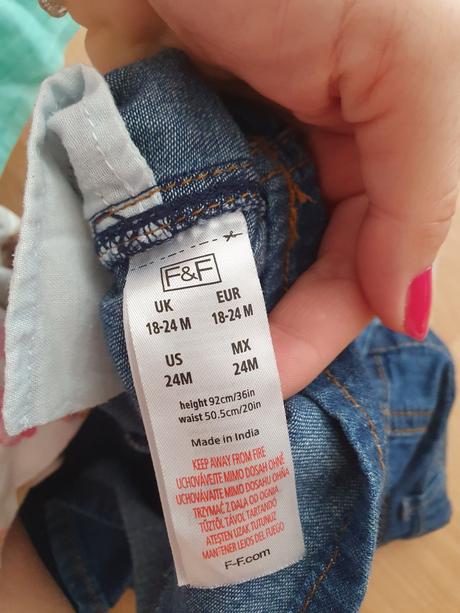 F&F
UK EUR
18-24 M 18-24 M
US MX
24M 24M
height 92cm/36in
waist 50.5cm/20in
Made in India
KEEP AWAY FROM FIRE
UCHOVÁVEJTE MIMO DOSAH OHNĚ
UCHOVÁVAJTE MIMO DOSAHU OHŇA
TRZYMAĆ Z DALA OD OGNIA
TŰZTŐL TÁVOL TARTANDÓ
ATEŞTEN UZAK TUTUNUZ
MANTENER LEJOS DEL FUEGO
F-F.com